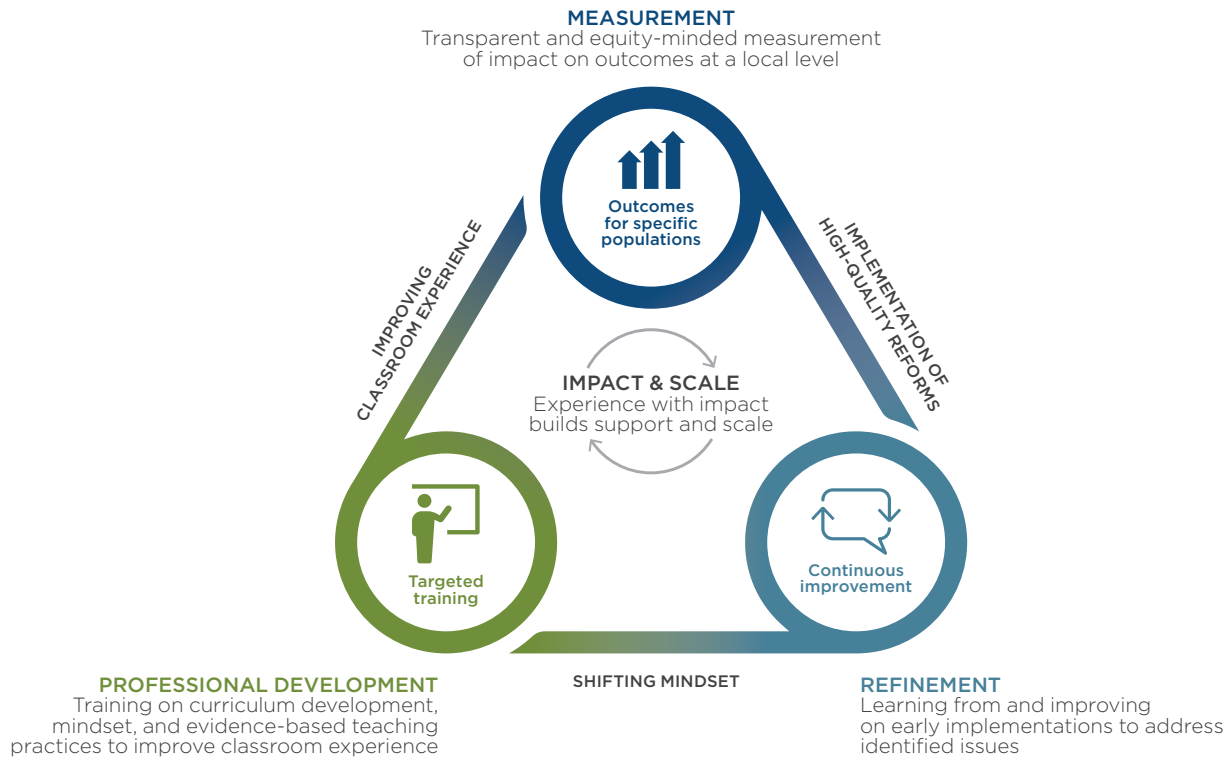 MEASUREMENT
Transparent and equity-minded measurement
of impact on outcomes at a local level
Outcomes
for specific
populations
IMPROVING
CLASSROOM EXPERIENCE
IMPLEMENTATION OF
HIGH-QUALITY REFORMS
IMPACT & SCALE
Experience with impact
builds support and scale
Targeted
training
Continuous
improvement
SHIFTING MINDSET
PROFESSIONAL DEVELOPMENT
Training on curriculum development,
mindset, and evidence-based teaching
practices to improve classroom experience
REFINEMENT
Learning from and improving
on early implementations to address
identified issues